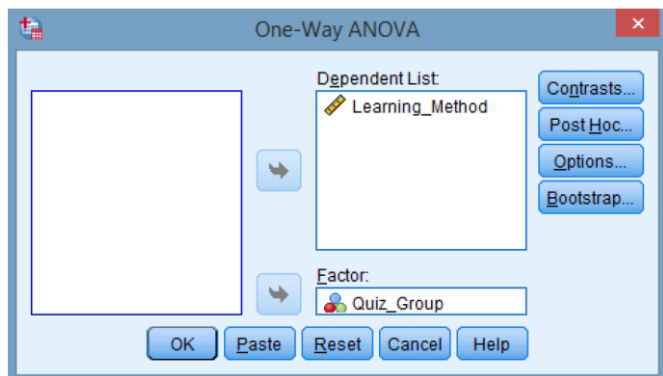 One-Way ANOVA
Dependent List:
Learning_Method
Contrasts...
Post Hoc...
Options...
Bootstrap...
Factor:
Quiz_Group
OK Paste Reset Cancel Help